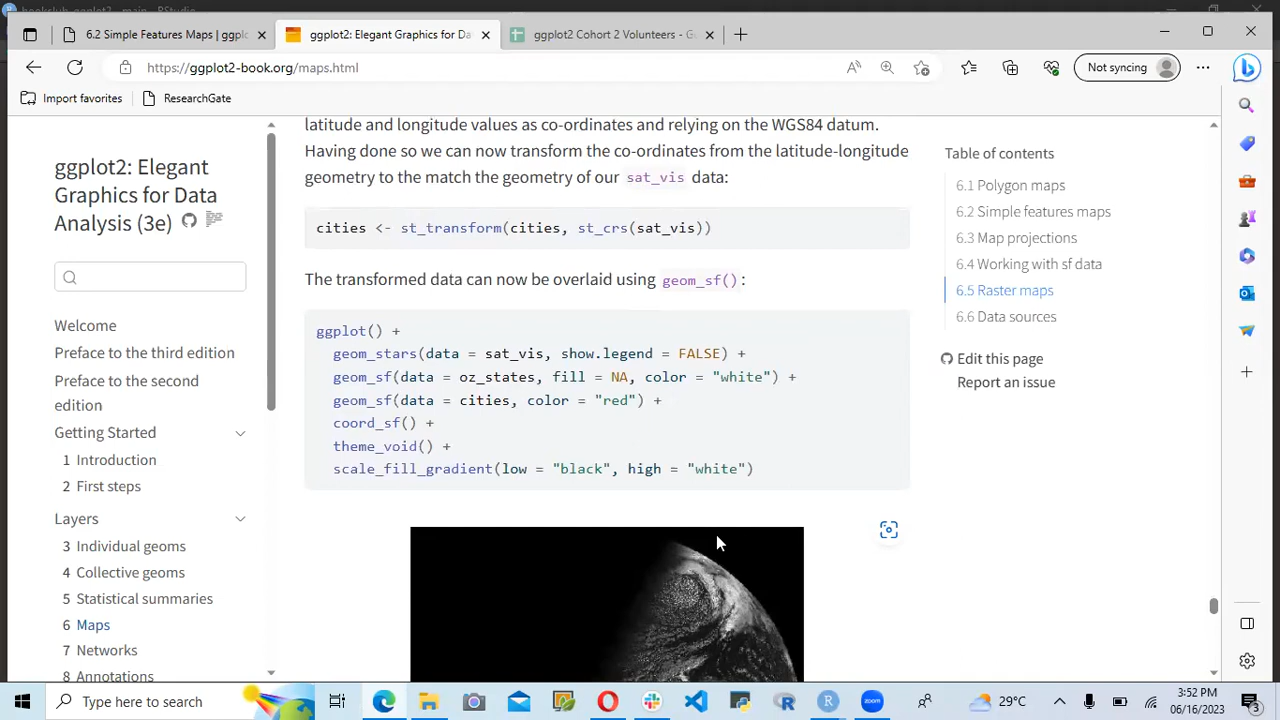 6.2 Simple Features Maps | ggplo
ggplot2: Elegant Graphics for Da
ggplot2 Cohort 2 Volunteers - G
https://ggplot2-book.org/maps.html
Not syncing
Import favorites
ResearchGate
ggplot2: Elegant
Graphics for Data
Analysis (3e)
Welcome
Preface to the third edition
Preface to the second
edition
Getting Started
1 Introduction
2 First steps
Layers
3 Individual geoms
4 Collective geoms
5 Statistical summaries
6 Maps
7 Networks
8 Annotations
latitude and longitude values as co-ordinates and relying on the WGS84 datum.
Having done so we can now transform the co-ordinates from the latitude-longitude
geometry to the match the geometry of our sat_vis data:
cities <- st_transform(cities, st_crs(sat_vis))
The transformed data can now be overlaid using geom_sf():
ggplot() +
geom_stars(data = sat_vis, show.legend = FALSE) +
geom_sf(data = oz_states, fill = NA, color = "white") +
geom_sf(data = cities, color = "red") +
coord_sf() +
theme_void() +
scale_fill_gradient(low = "black", high = "white")
Table of contents
6.1 Polygon maps
6.2 Simple features maps
6.3 Map projections
6.4 Working with sf data
6.5 Raster maps
6.6 Data sources
Edit this page
Report an issue
Type here to search
zoom
29°C
3:52 PM
06/16/2023
3